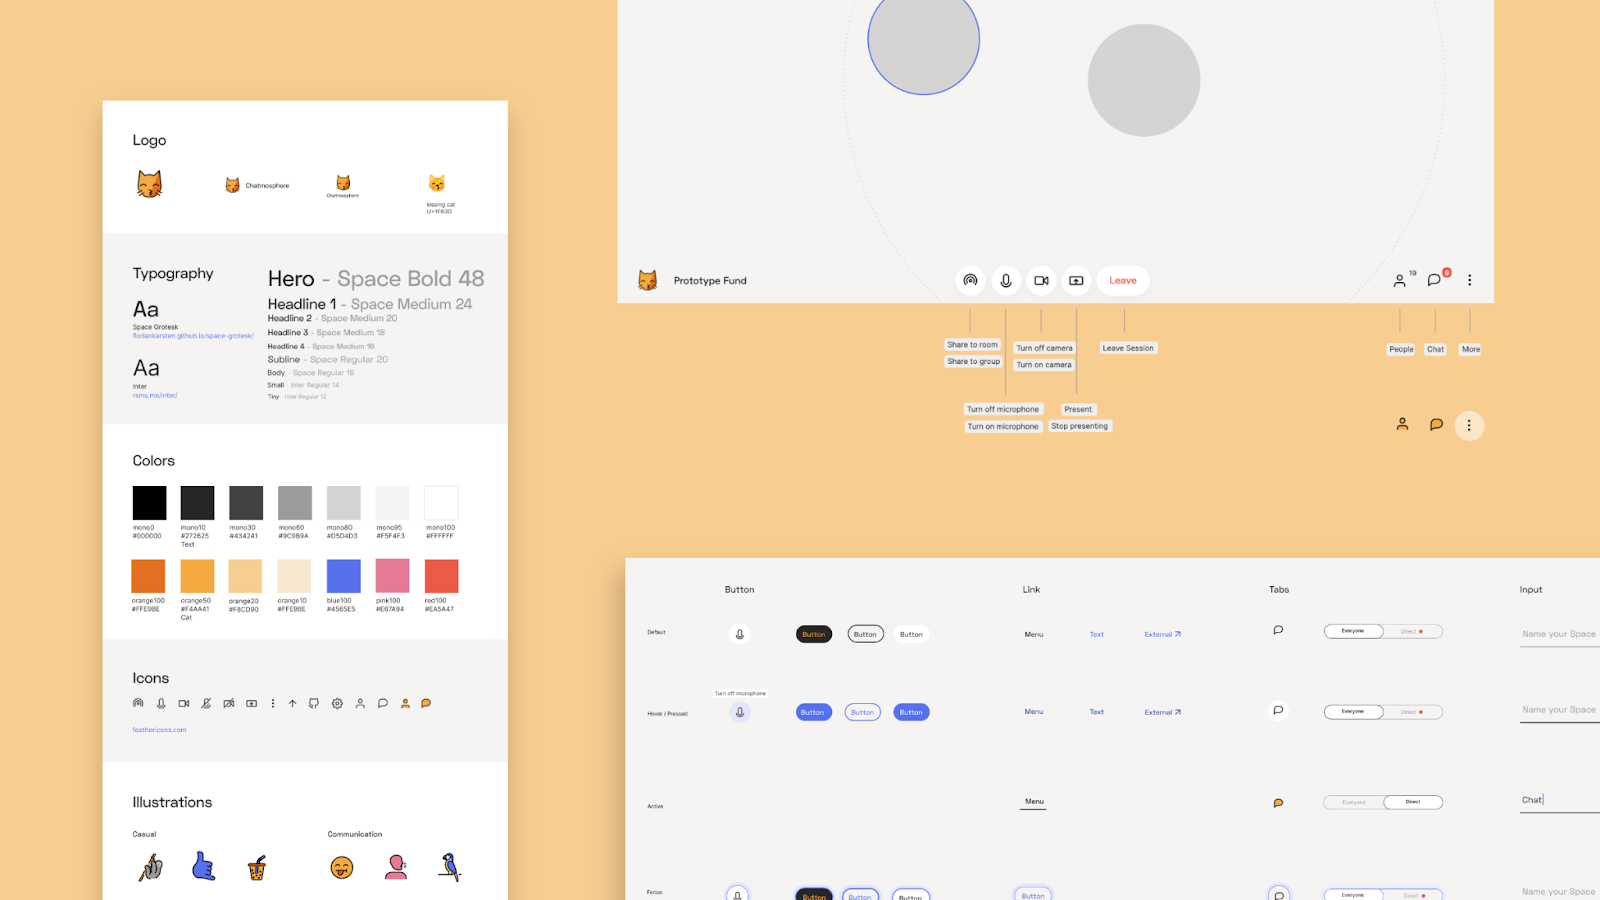 Logo
Chatmosphere
Chatmosphere
kissing cat
U+1F63D
Typography
Aa
Space Grotesk
floriankarsten.github.io/space-grotesk/
Aa
Inter
rsms.me/inter/
Hero - Space Bold 48
Headline 1 - Space Medium 24
Headline 2 - Space Medium 20
Headline 3 - Space Medium 18
Headline 4 - Space Medium 16
Subline - Space Regular 20
Body - Space Regular 16
Small - Inter Regular 14
Tiny - Inter Regular 12
Colors
mono0
#000000
mono10
#272625
Text
mono30
#434241
mono60
#9C9B9A
mono80
#D5D4D3
mono95
#F5F4F3
mono100
#FFFFFF
orange100
#FFE9BE
orange50
#F4AA41
Cat
orange20
#F8CD90
orange10
#FFE9BE
blue100
#4565E5
pink100
#E67A94
red100
#EA5A47
Icons
feathericons.com
Illustrations
Casual
Communication
Prototype Fund
Leave
19
9
Share to room
Share to group
Turn off camera
Turn on camera
Leave Session
Turn off microphone
Turn on microphone
Present
Stop presenting
People
Chat
More
Button
Link
Tabs
Input
Default
Button
Button
Button
Menu
Text
External
Everyone
Direct
Name your Space
Turn off microphone
Hover / Pressed
Button
Button
Button
Menu
Text
External
Everyone
Direct
Name your Space
Active
Menu
Everyone
Direct
Chat
Focus
Button
Button
Button
Button
Everyone
Direct
Name your Space